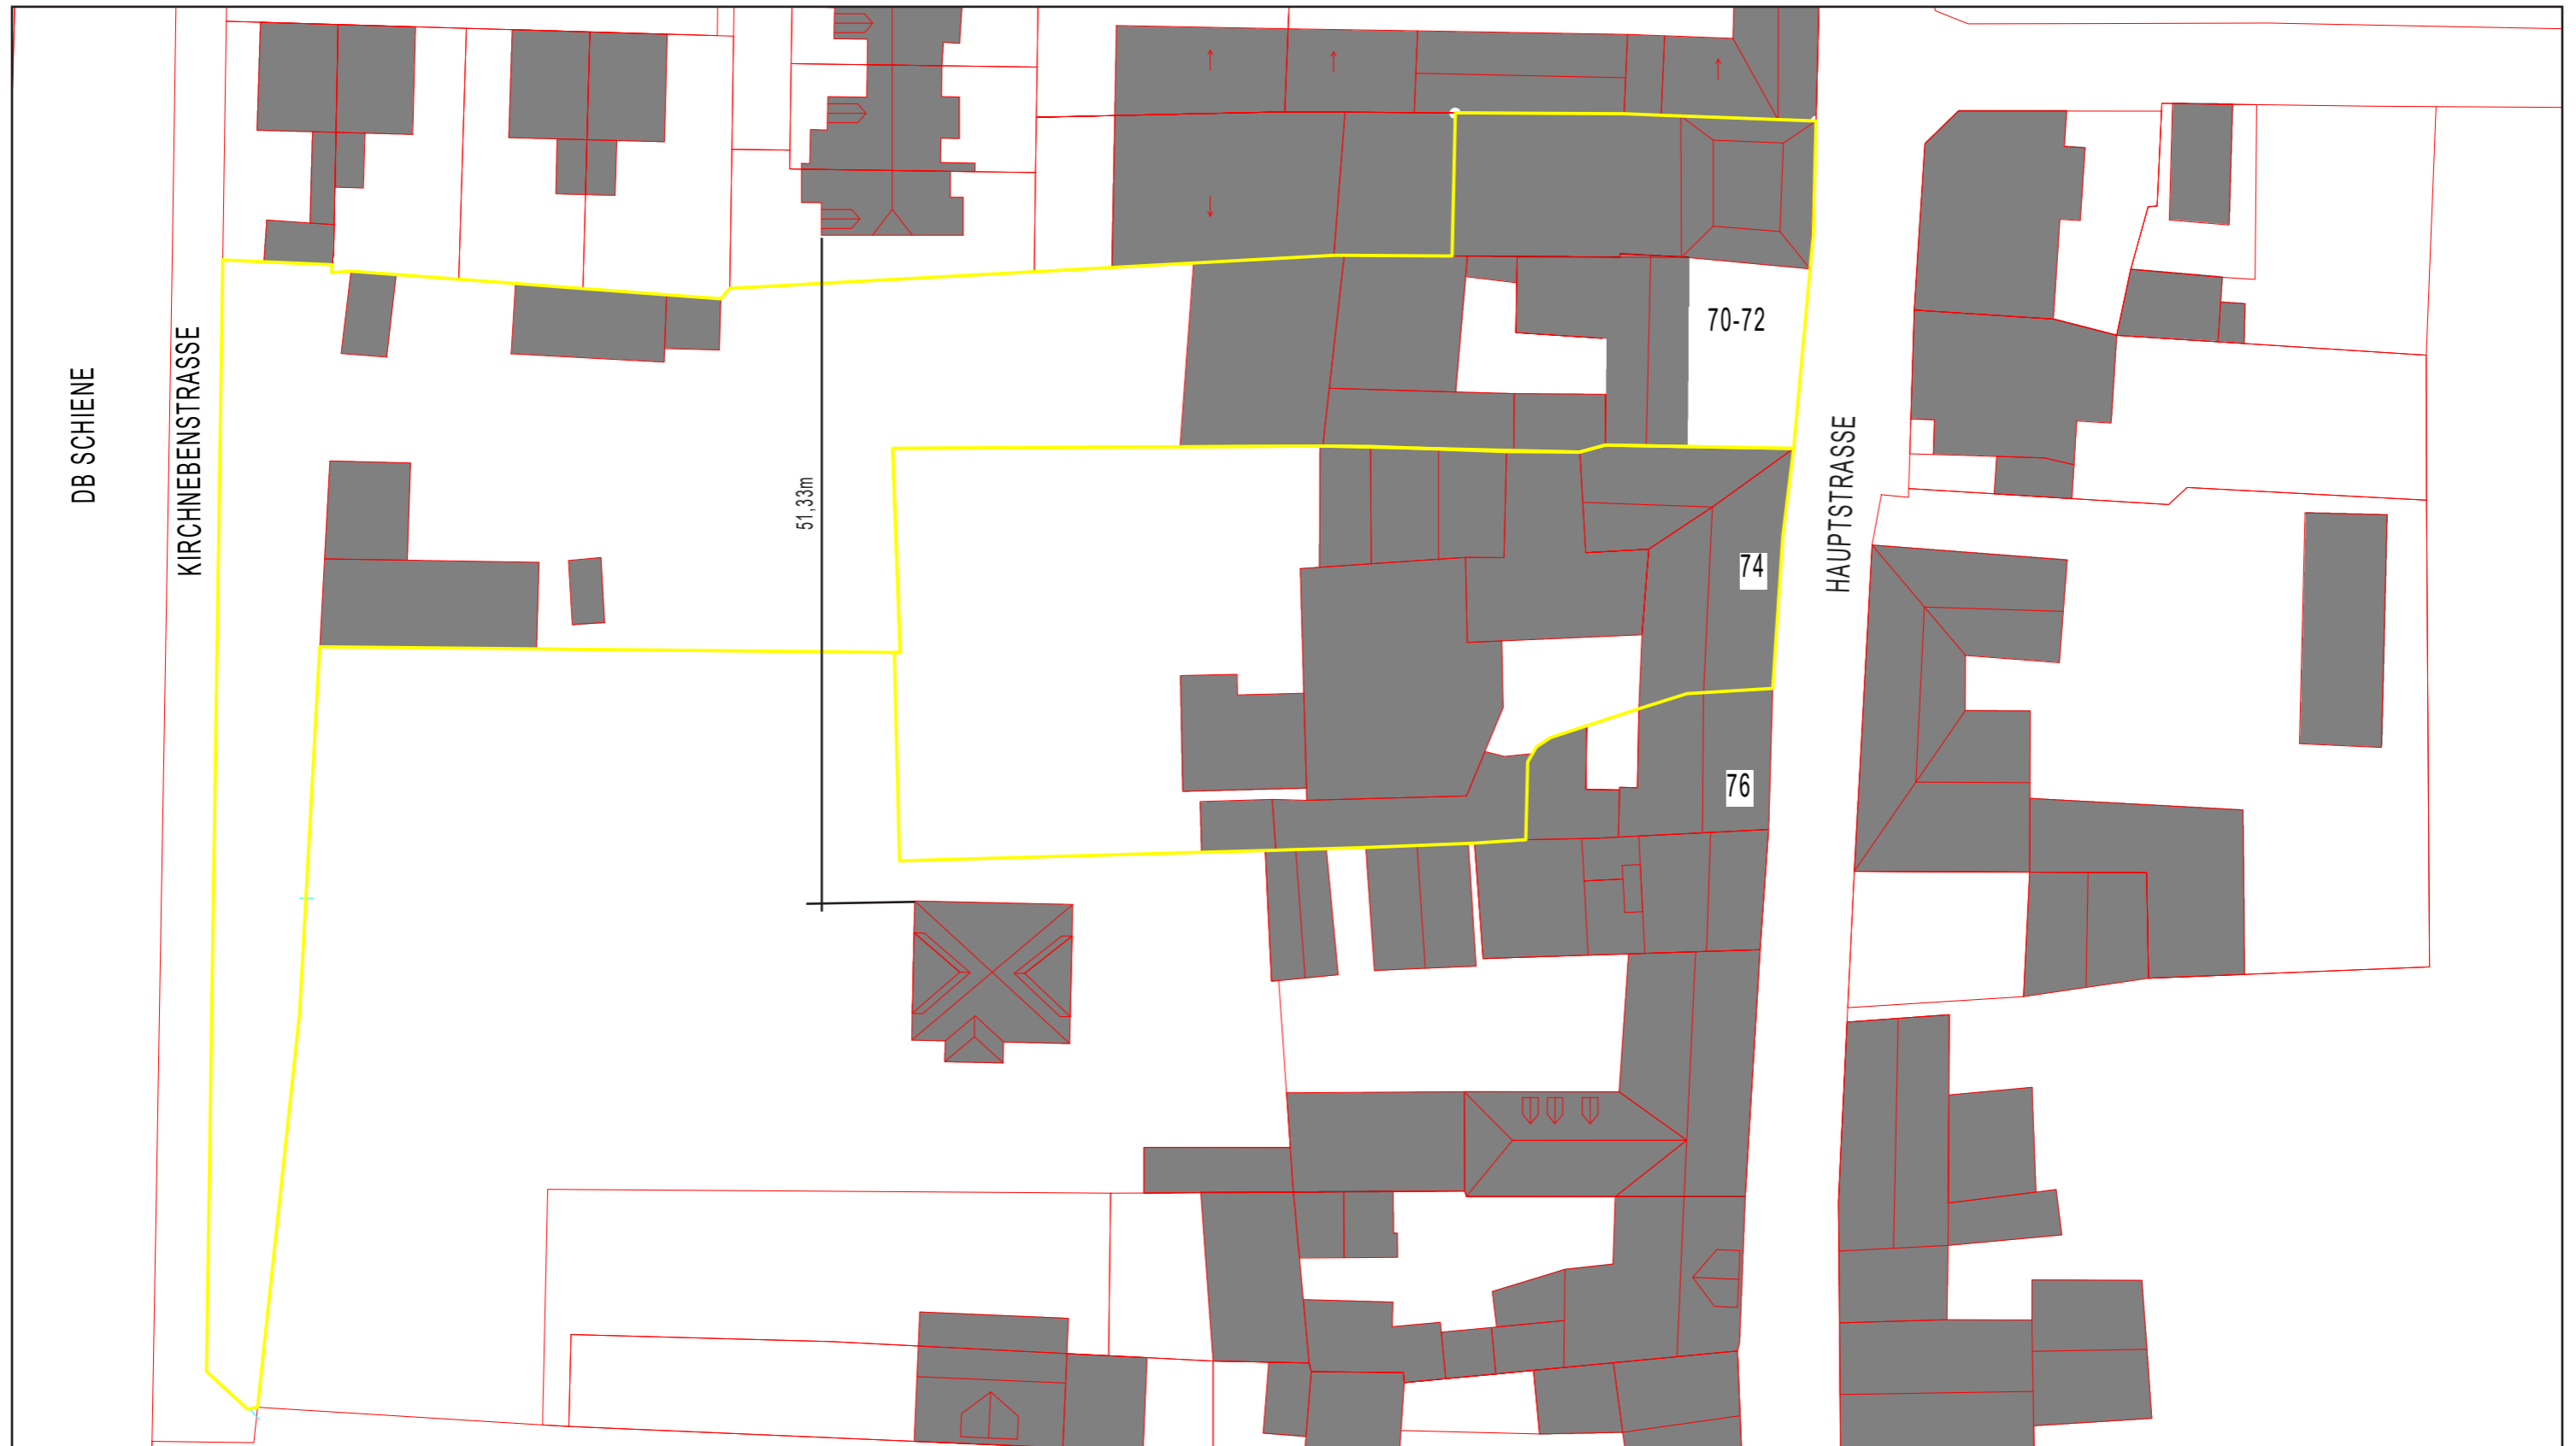 DB SCHIENE
KIRCHNEBENSTRASSE
51,33m
70-72
HAUPTSTRASSE
74
76